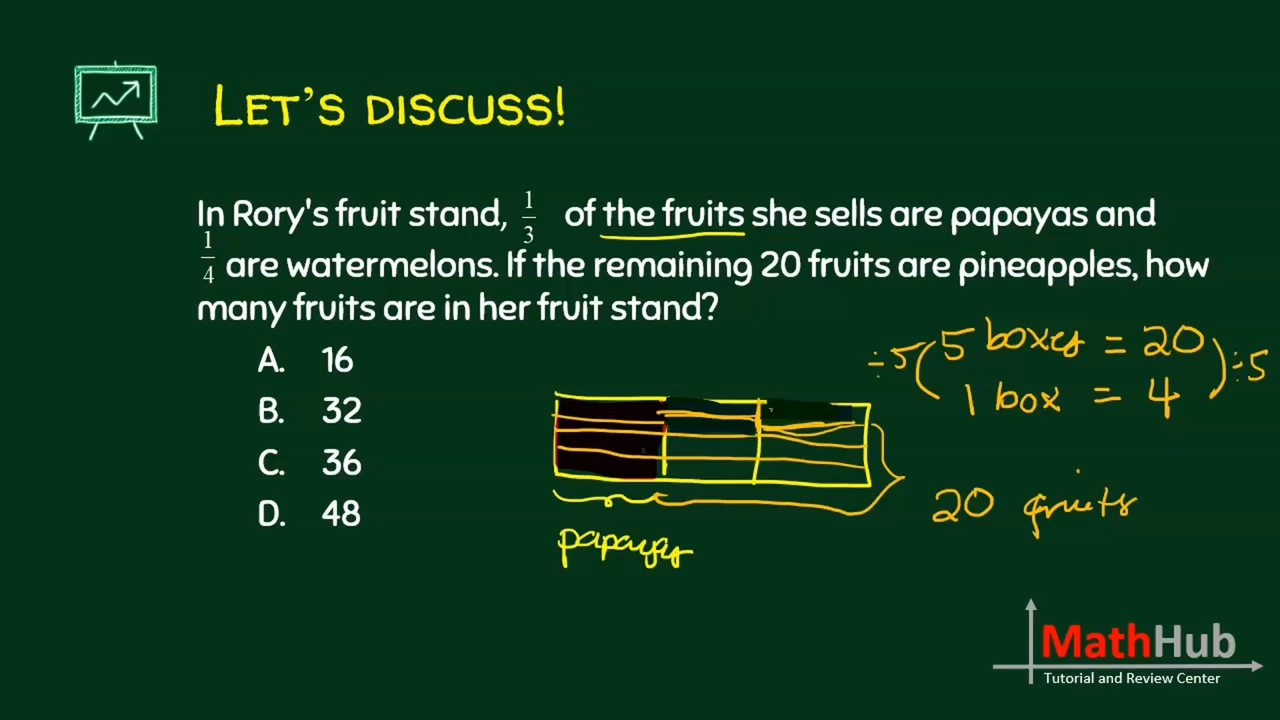 LET'S DISCUSS!
In Rory's fruit stand, 1/3 of the fruits she sells are papayas and
1/4 are watermelons. If the remaining 20 fruits are pineapples, how
many fruits are in her fruit stand?
A. 16
B. 32
C. 36
D. 48
÷5 ( 5 boxes = 20 ) ÷5
1 box = 4
20 fruits
papayas
MathHub
Tutorial and Review Center